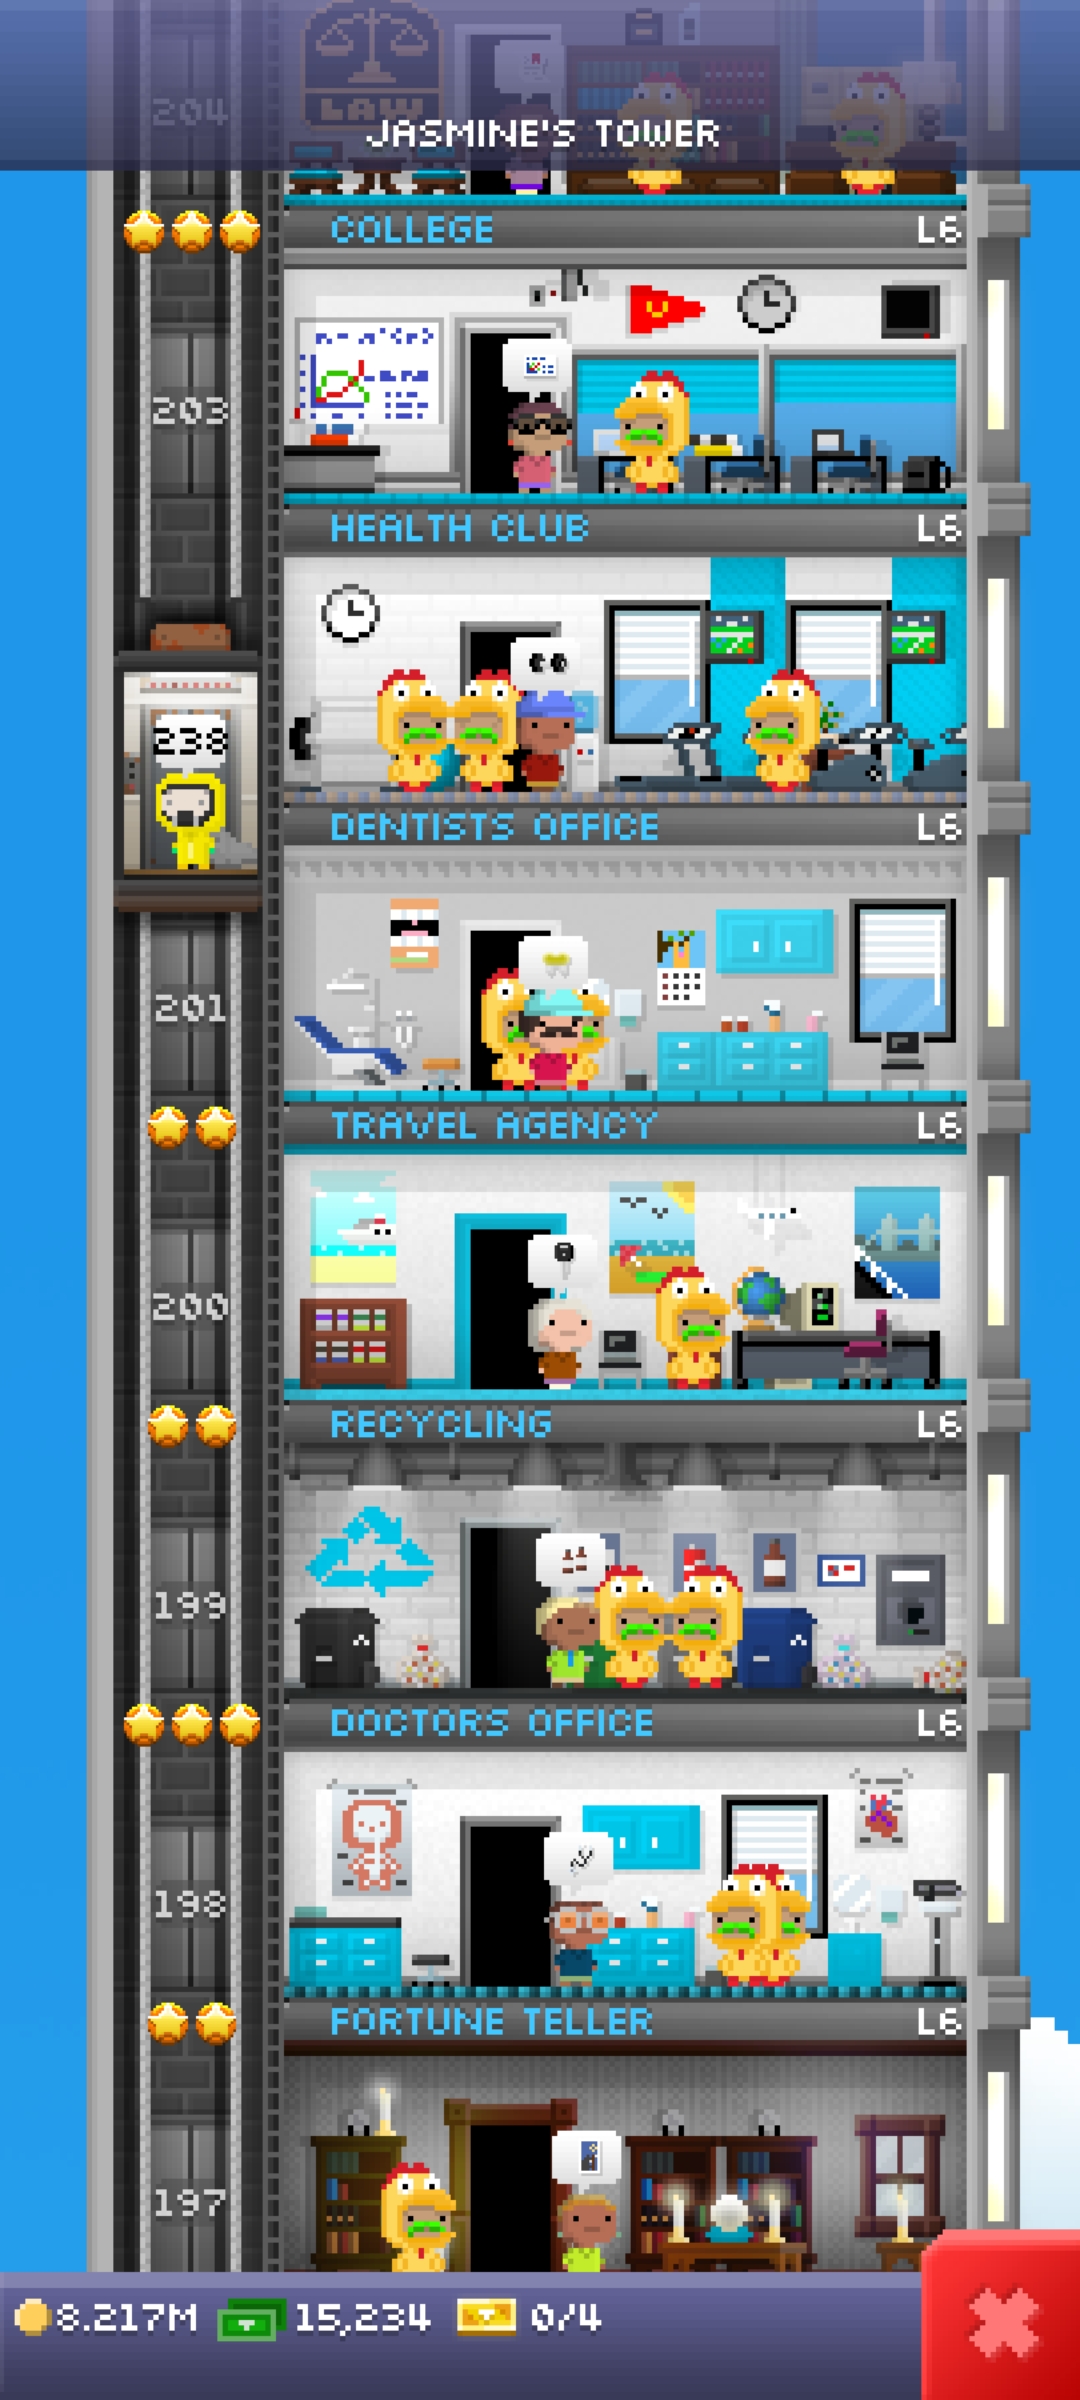 LAW
204
JASMINE'S TOWER
COLLEGE L6
203
HEALTH CLUB L6
238
DENTISTS OFFICE L6
201
TRAVEL AGENCY L6
200
RECYCLING L6
199
DOCTORS OFFICE L6
198
FORTUNE TELLER L6
197
8.217M 15,234 0/4